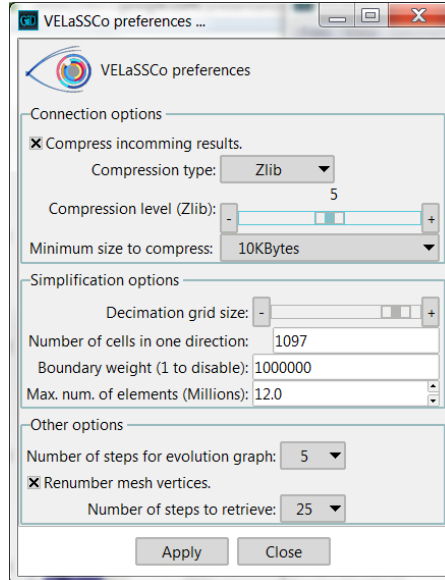 GiD VELaSSCo preferences ...
VELaSSCo preferences
Connection options
Compress incomming results.
Compression type: Zlib
5
Compression level (Zlib): - +
Minimum size to compress: 10KBytes
Simplification options
Decimation grid size: - +
Number of cells in one direction: 1097
Boundary weight (1 to disable): 1000000
Max. num. of elements (Millions): 12.0
Other options
Number of steps for evolution graph: 5
Renumber mesh vertices.
Number of steps to retrieve: 25
Apply Close